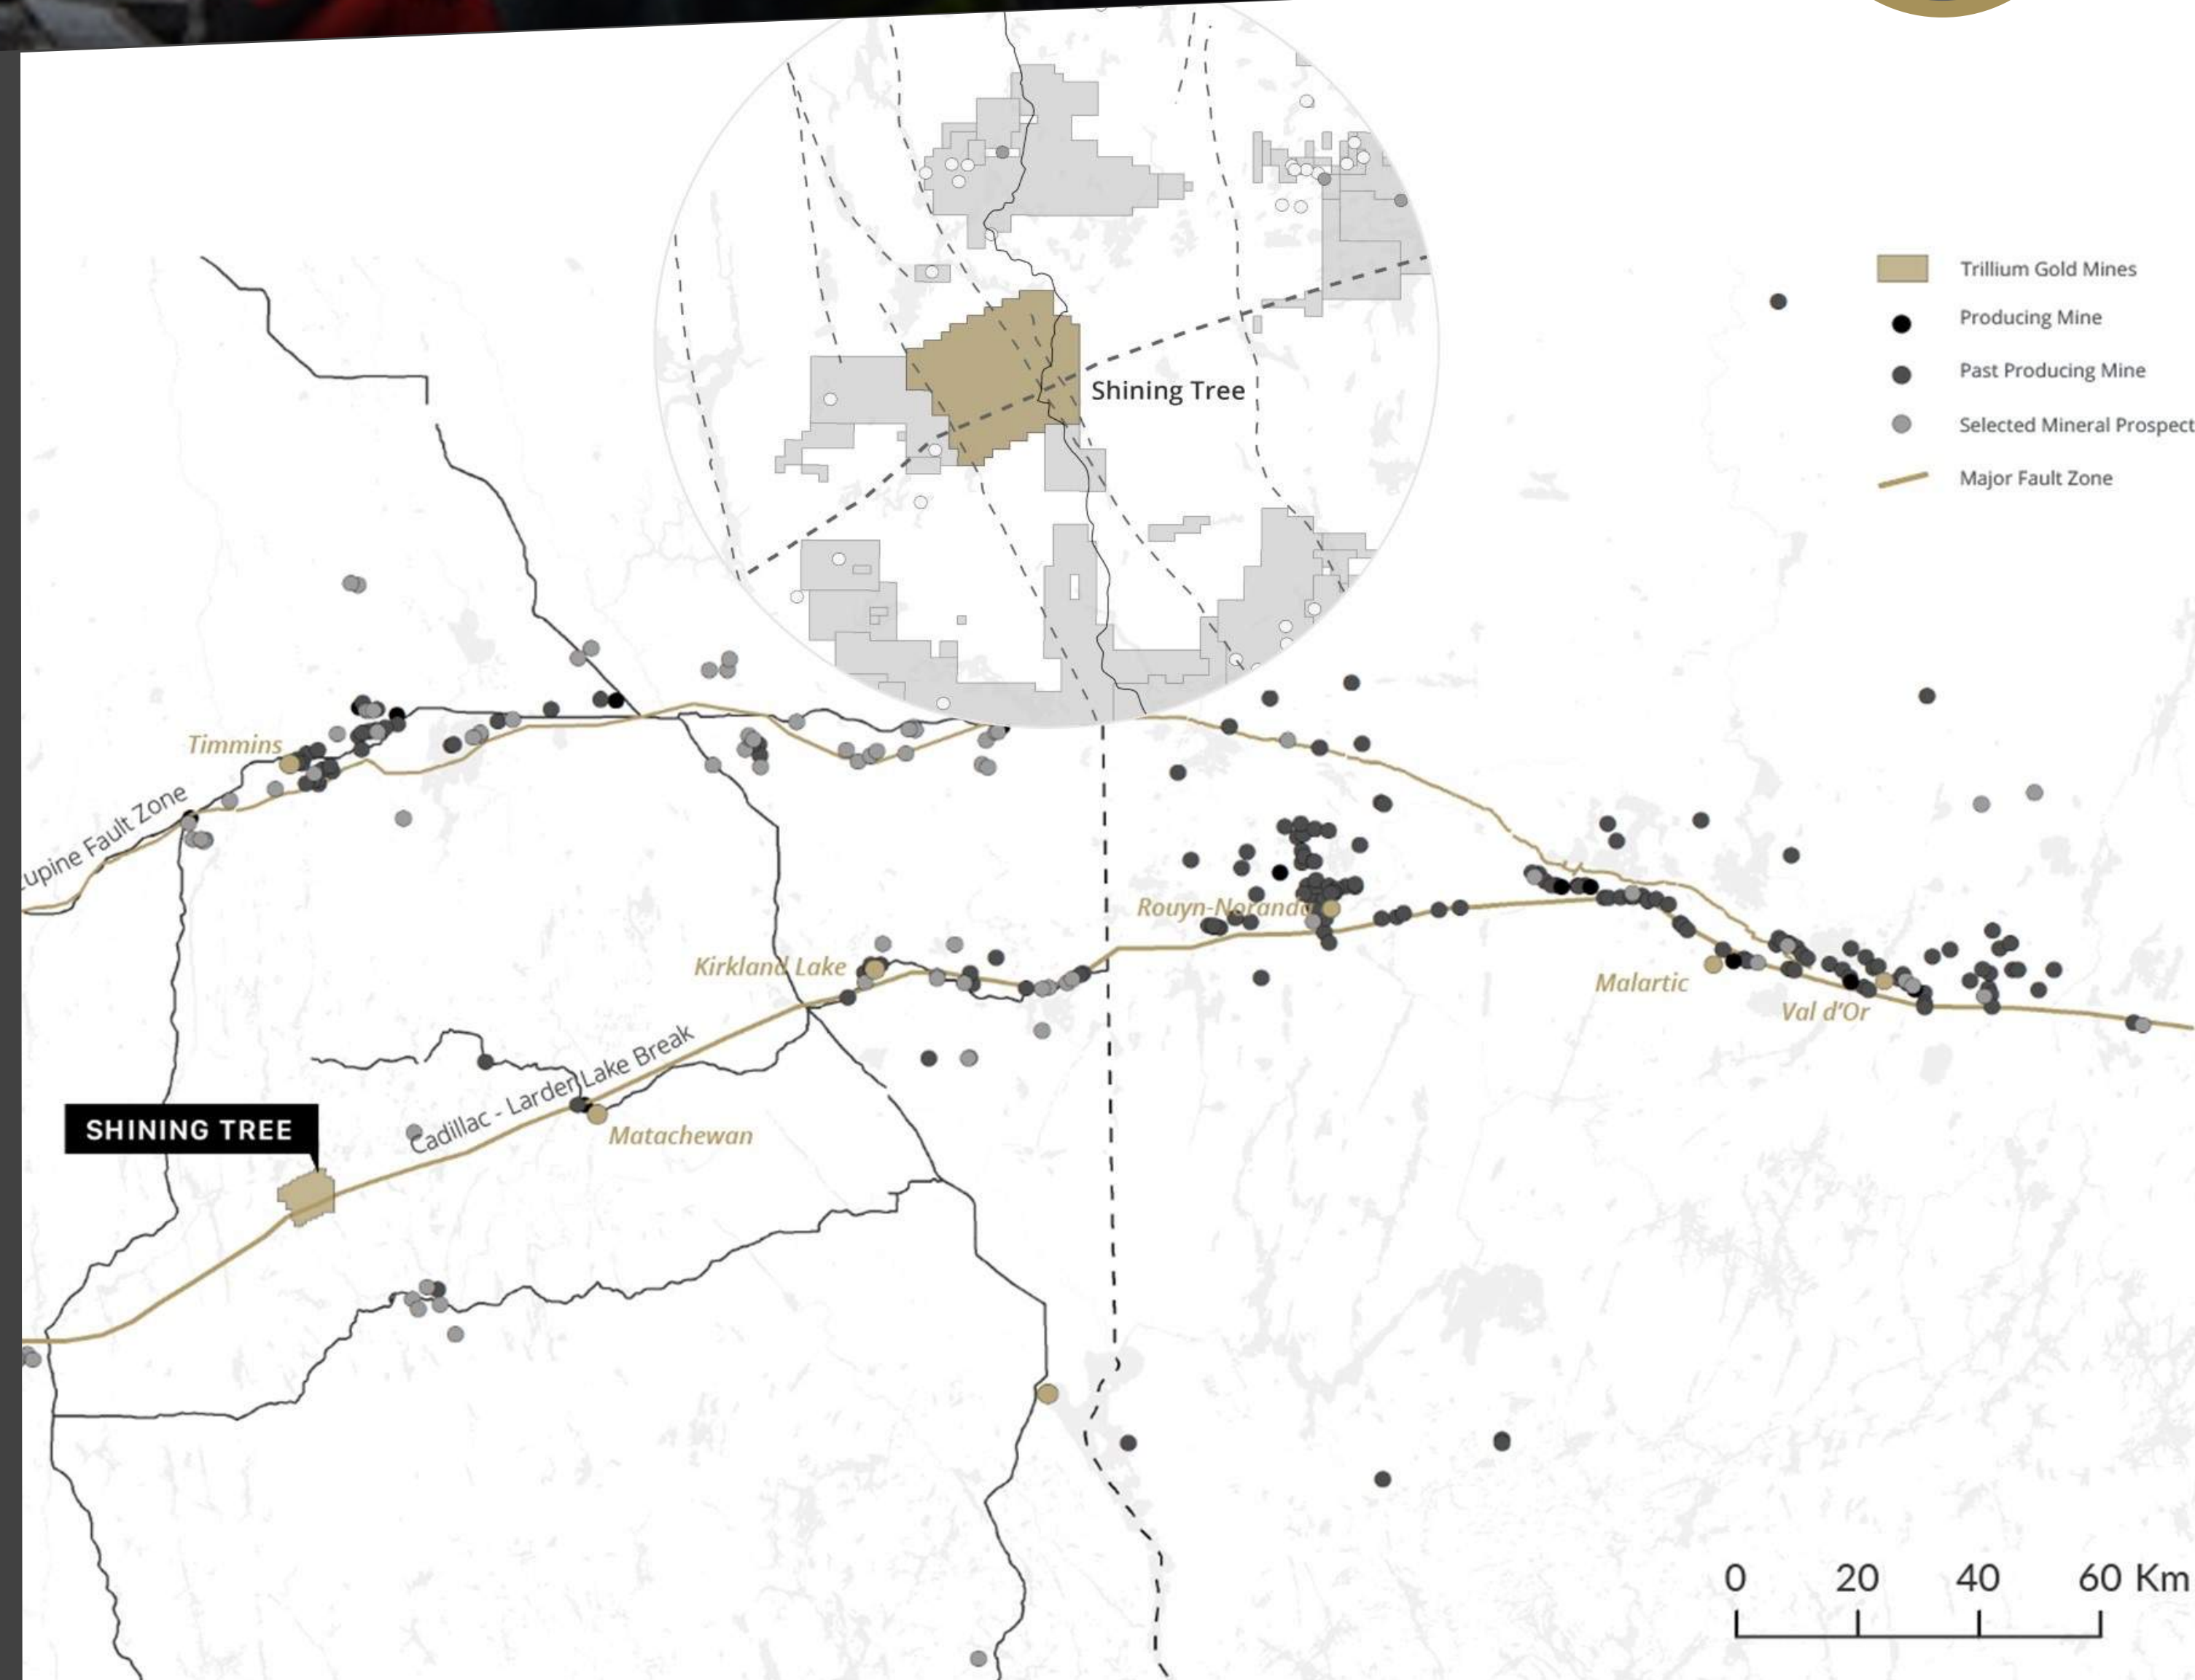 Shining Tree
Trillium Gold Mines
Producing Mine
Past Producing Mine
Selected Mineral Prospect
Major Fault Zone
Timmins
Fault Zone
Rouyn-Noranda
Kirkland Lake
Malartic
Val d'Or
Cadillac - Larder Lake Break
SHINING TREE
Matachewan
0 20 40 60 Km